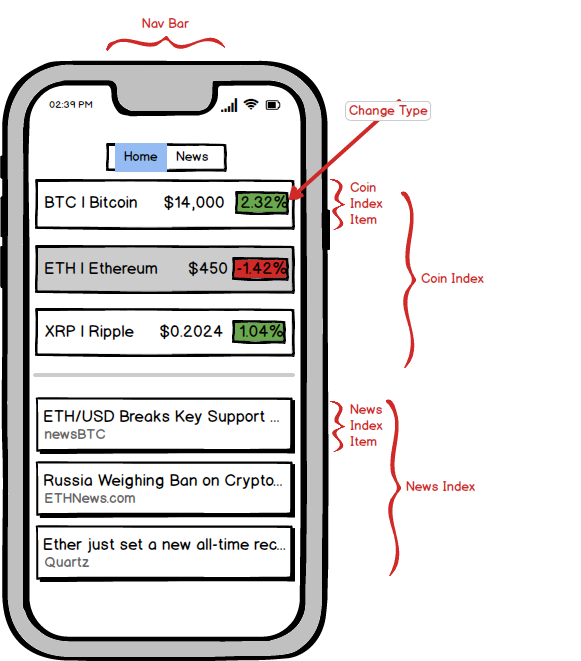 Nav Bar
02:39 PM
Change Type
Home News
BTC | Bitcoin $14,000 2.32%
Coin
Index
Item
ETH | Ethereum $450 -1.42%
Coin Index
XRP | Ripple $0.2024 1.04%
ETH/USD Breaks Key Support ...
newsBTC
News
Index
Item
Russia Weighing Ban on Crypto...
ETHNews.com
News Index
Ether just set a new all-time rec...
Quartz